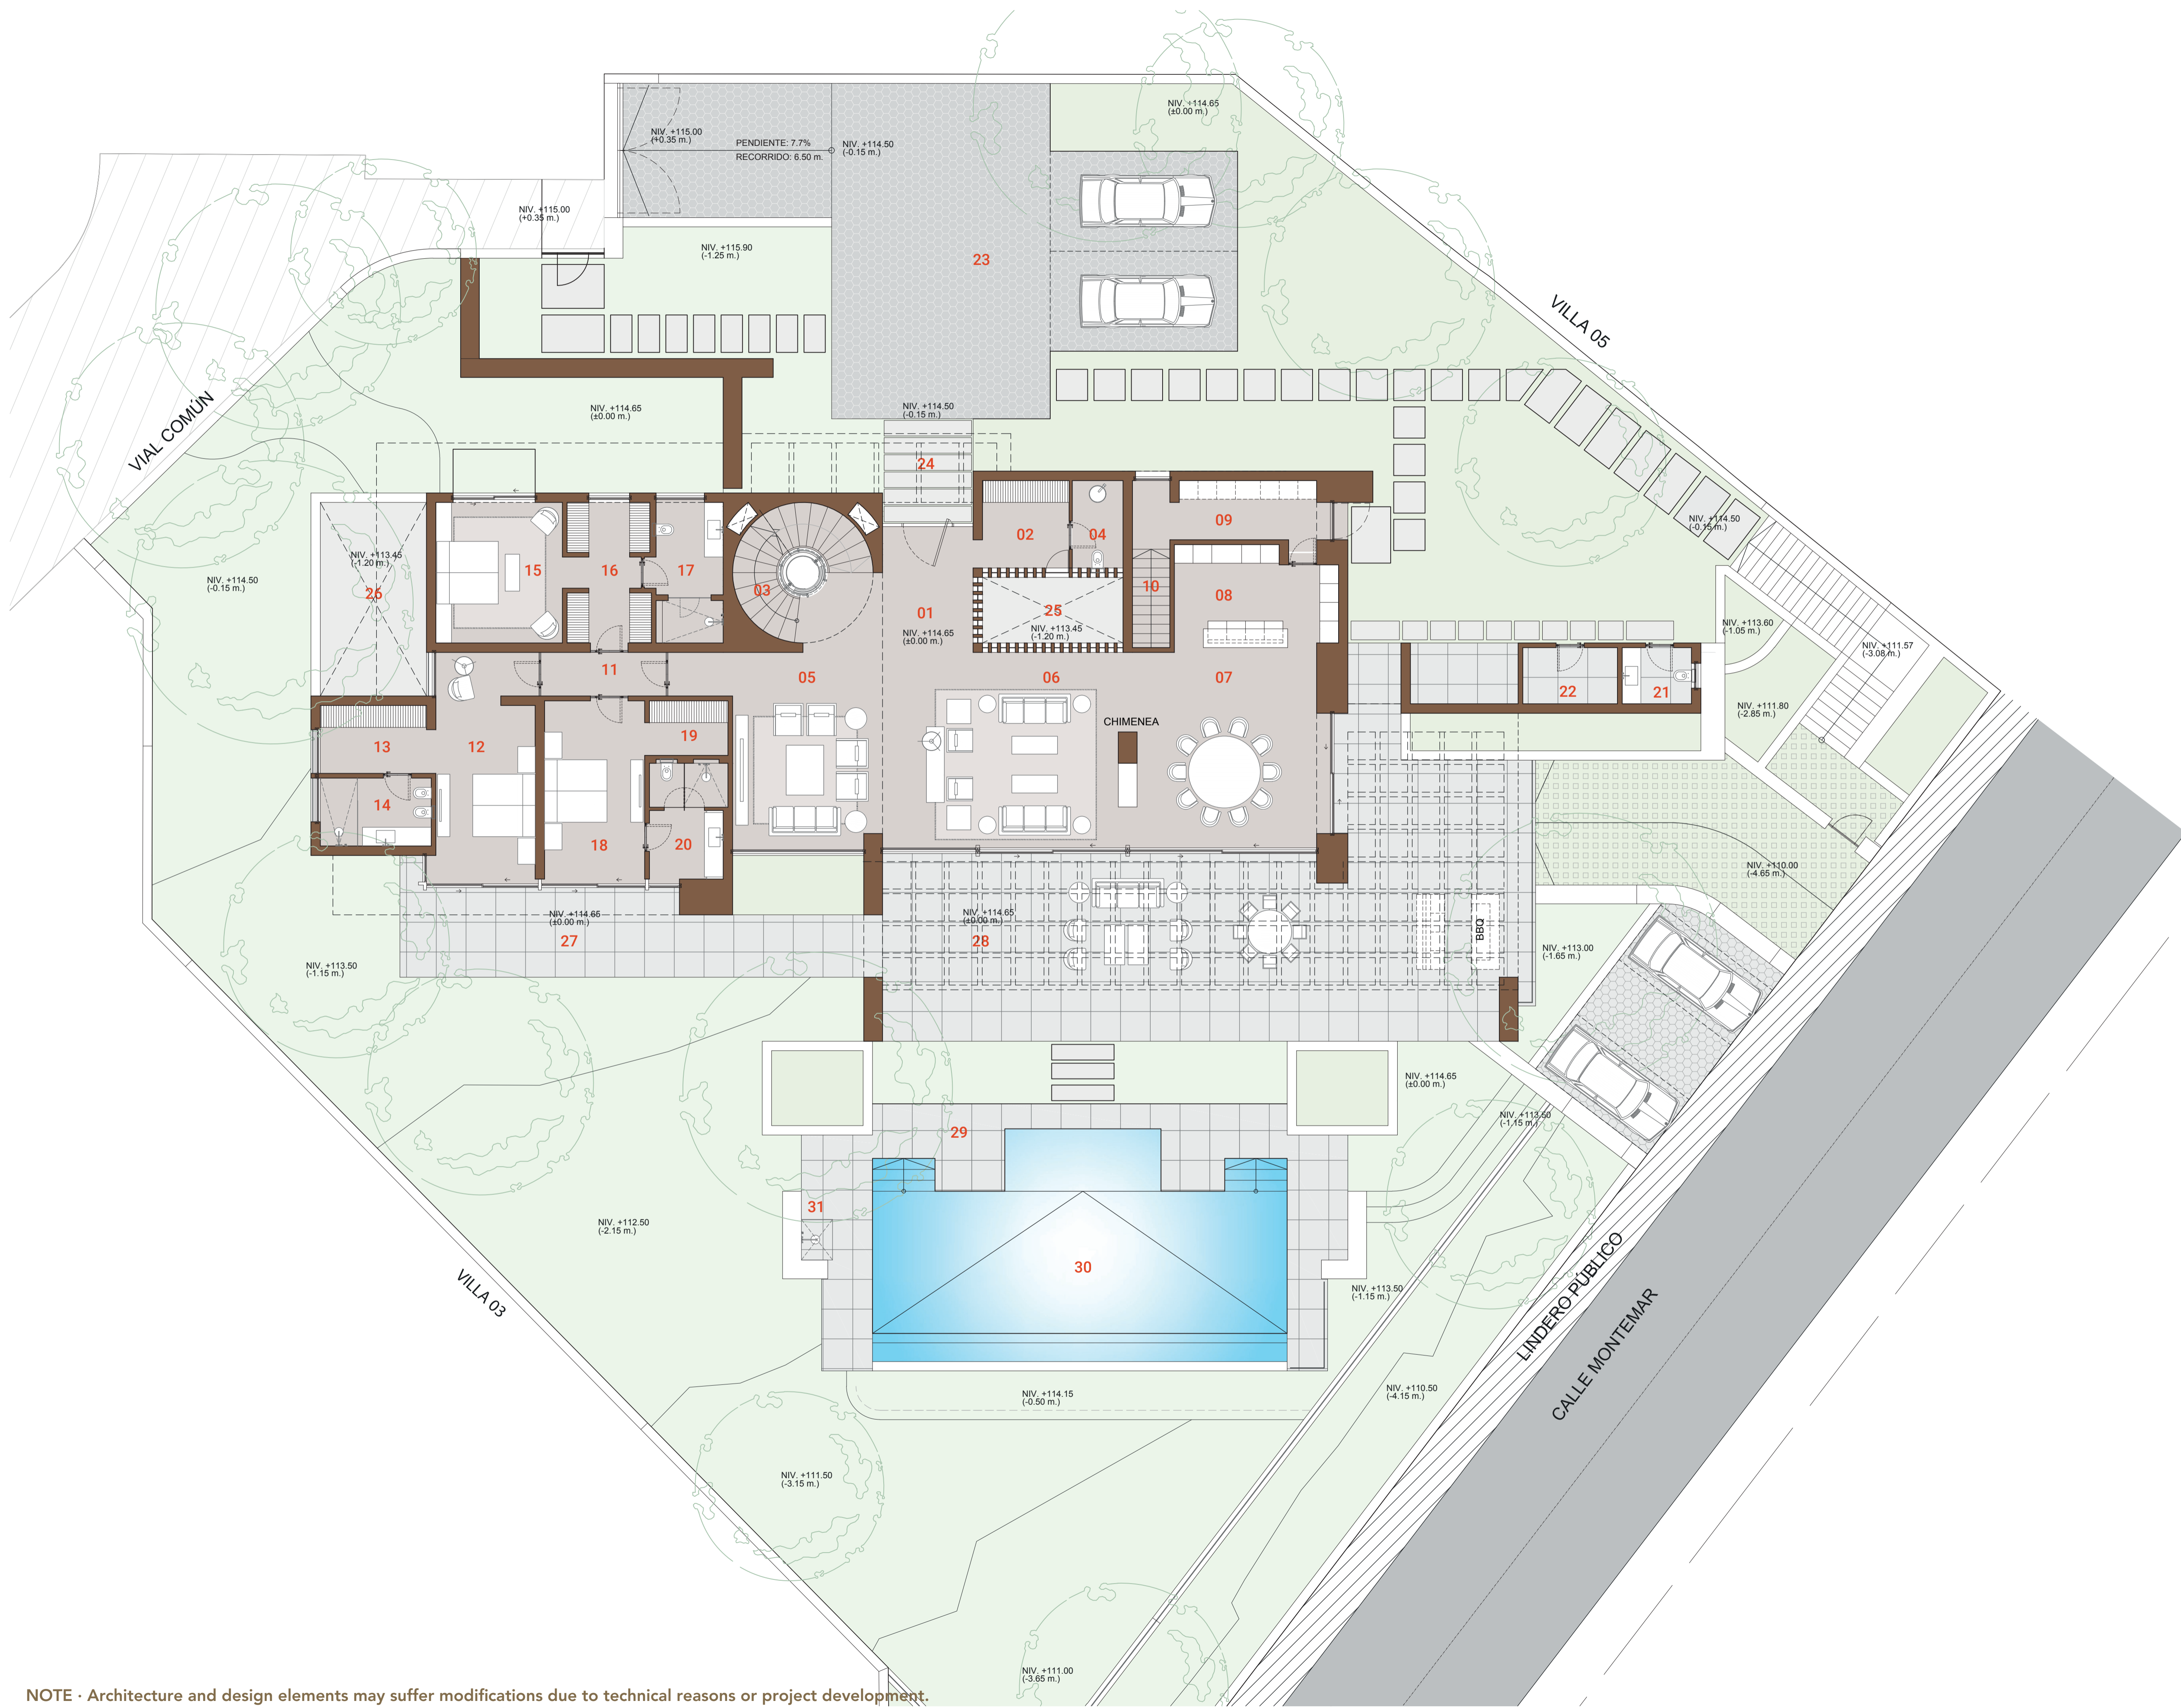 NIV. +114.65
(±0.00 m.)
NIV. +115.00
(+0.35 m.)
PENDIENTE: 7.7%
RECORRIDO: 6.50 m.
NIV. +114.50
(-0.15 m.)
NIV. +115.00
(+0.35 m.)
NIV. +115.90
(-1.25 m.)
23
VILLA 05
VIAL COMÚN
NIV. +114.65
(±0.00 m.)
NIV. +114.50
(-0.15 m.)
24
NIV. +114.50
(-0.15 m.)
02
04
09
NIV. +113.45
(-1.20 m.)
26
NIV. +114.50
(-0.15 m.)
15
16
17
03
10
08
01
NIV. +114.65
(±0.00 m.)
25
NIV. +113.45
(-1.20 m.)
NIV. +113.60
(-1.05 m.)
NIV. +111.57
(-3.08 m.)
11
05
06
07
22
21
NIV. +111.80
(-2.85 m.)
CHIMENEA
13
12
19
14
18
20
NIV. +110.00
(-4.65 m.)
NIV. +114.65
(±0.00 m.)
27
NIV. +114.65
(±0.00 m.)
28
BBQ
NIV. +113.00
(-1.65 m.)
NIV. +113.50
(-1.15 m.)
NIV. +114.65
(±0.00 m.)
NIV. +113.50
(-1.15 m.)
29
31
NIV. +112.50
(-2.15 m.)
30
VILLA 03
NIV. +113.50
(-1.15 m.)
LINDERO PÚBLICO
CALLE MONTEMAR
NIV. +114.15
(-0.50 m.)
NIV. +110.50
(-4.15 m.)
NIV. +111.50
(-3.15 m.)
NIV. +111.00
(-3.65 m.)
NOTE · Architecture and design elements may suffer modifications due to technical reasons or project development.